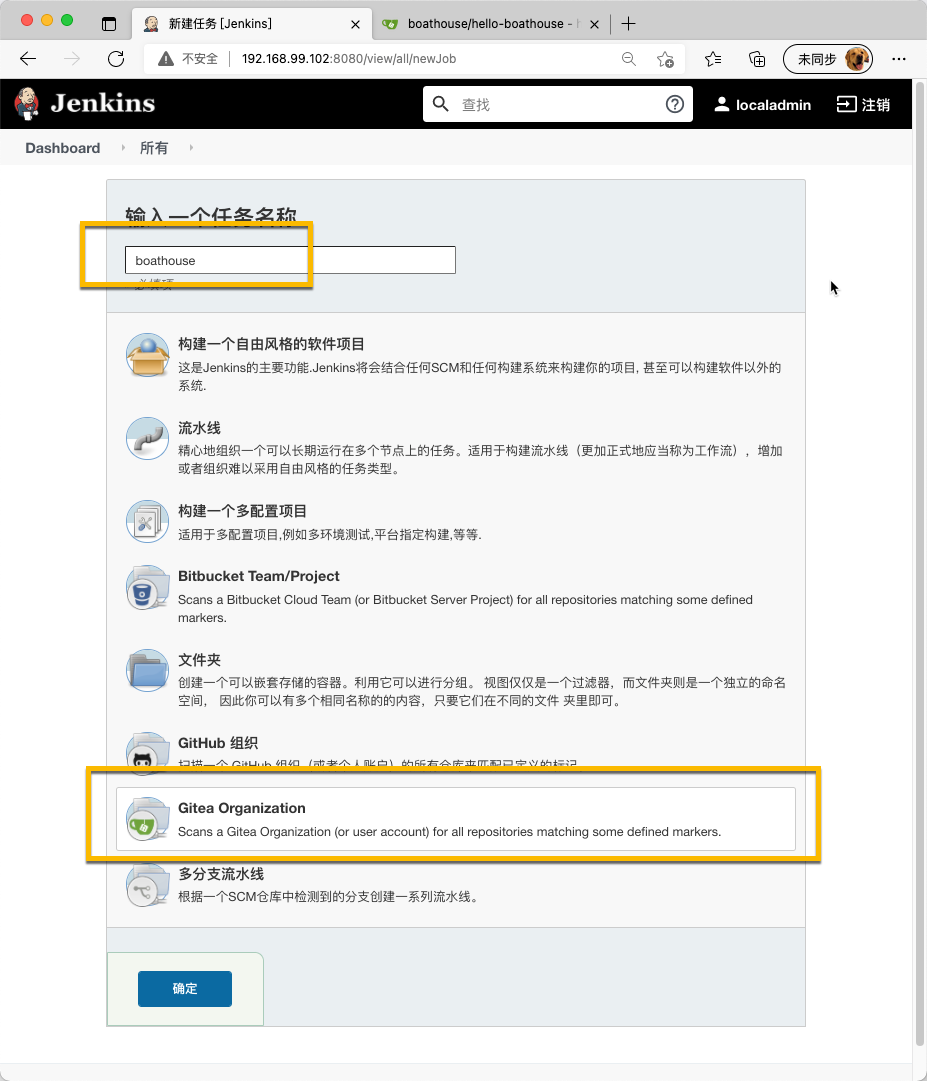 新建任务 [Jenkins]
boathouse/hello-boathouse -
不安全
192.168.99.102:8080/view/all/newJob
未同步
Jenkins
查找
localadmin
注销
Dashboard
所有
输入一个任务名称
boathouse
必填项
构建一个自由风格的软件项目
这是Jenkins的主要功能.Jenkins将会结合任何SCM和任何构建系统来构建你的项目, 甚至可以构建软件以外的
系统.
流水线
精心地组织一个可以长期运行在多个节点上的任务。适用于构建流水线（更加正式地应当称为工作流），增加
或者组织难以采用自由风格的任务类型。
构建一个多配置项目
适用于多配置项目,例如多环境测试,平台指定构建,等等.
Bitbucket Team/Project
Scans a Bitbucket Cloud Team (or Bitbucket Server Project) for all repositories matching some defined
markers.
文件夹
创建一个可以嵌套存储的容器。利用它可以进行分组。 视图仅仅是一个过滤器，而文件夹则是一个独立的命名
空间， 因此你可以有多个相同名称的的内容，只要它们在不同的文件 夹里即可。
GitHub 组织
扫描一个 GitHub 组织（或者个人账户）的所有仓库来匹配已定义的标记。
Gitea Organization
Scans a Gitea Organization (or user account) for all repositories matching some defined markers.
多分支流水线
根据一个SCM仓库中检测到的分支创建一系列流水线。
确定